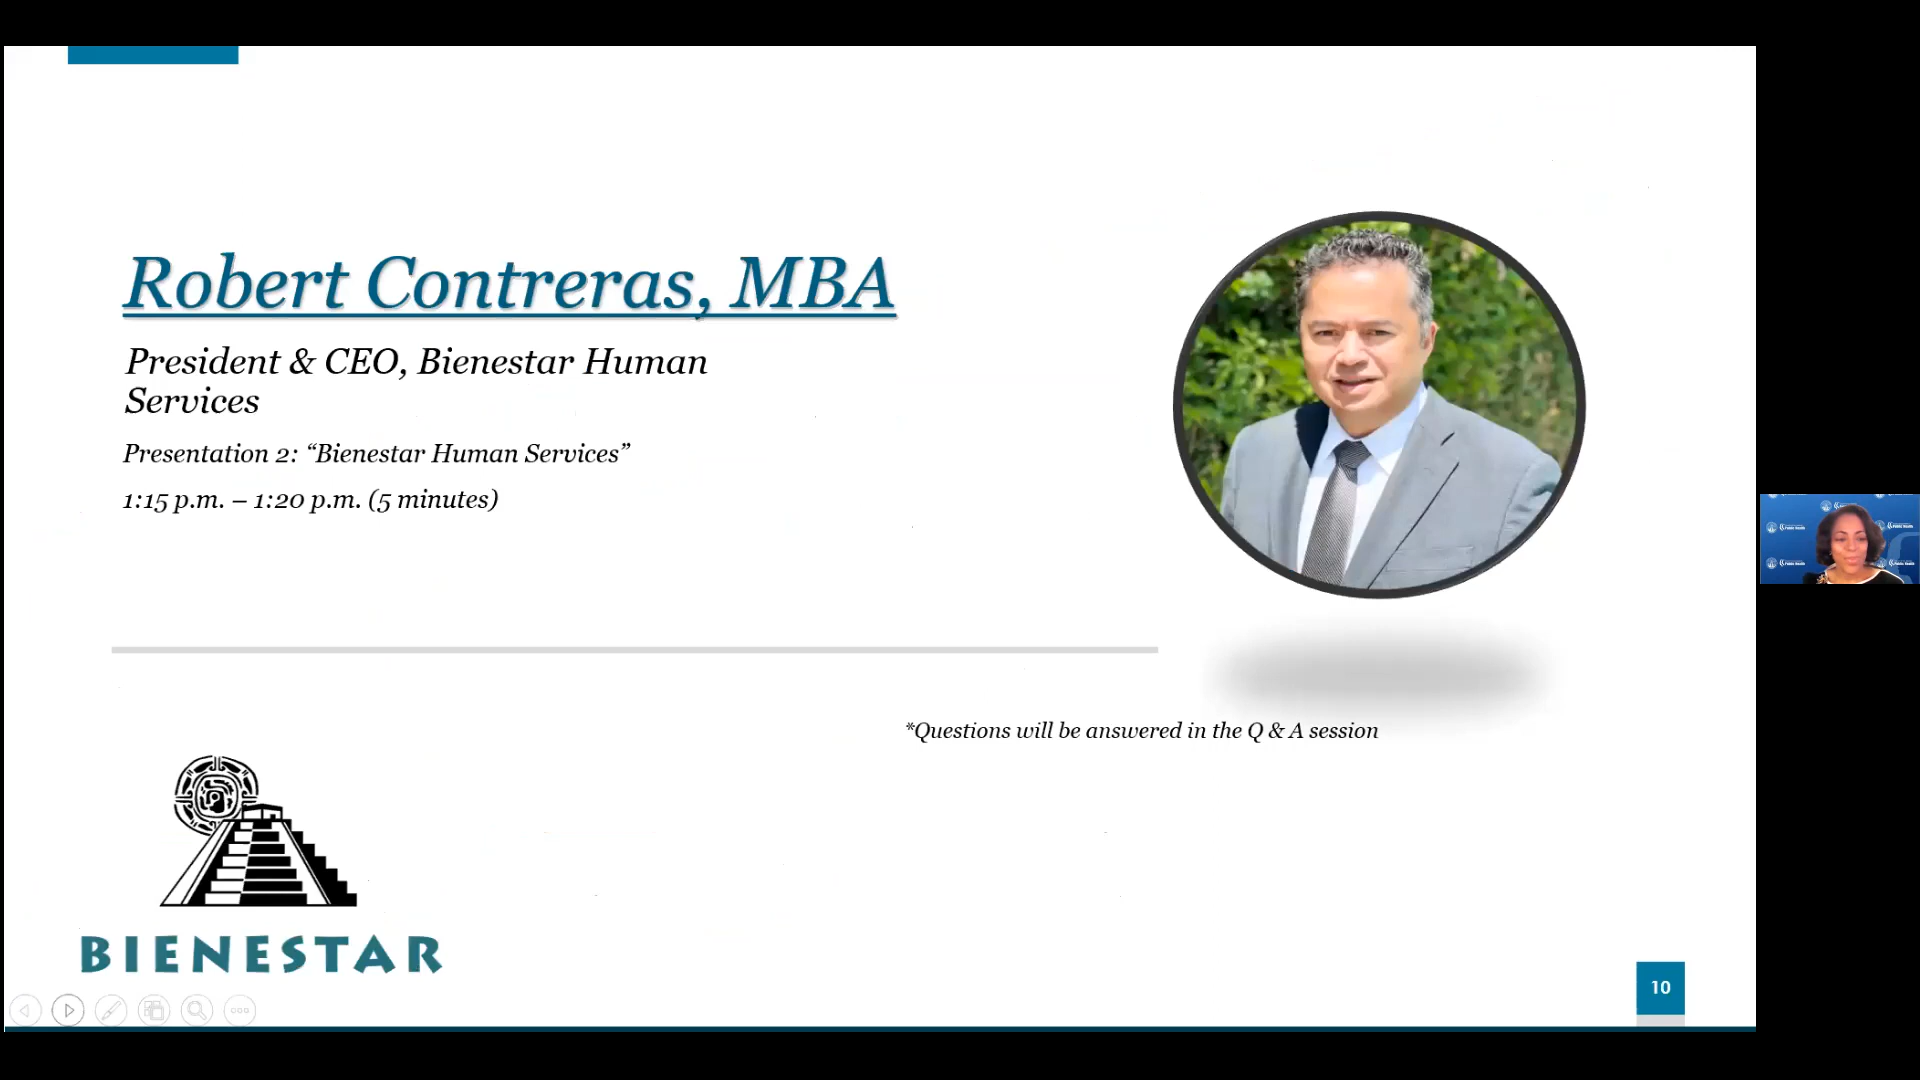 Robert Contreras, MBA
President & CEO, Bienestar Human
Services
Presentation 2: “Bienestar Human Services”
1:15 p.m. – 1:20 p.m. (5 minutes)
*Questions will be answered in the Q & A session
BIENESTAR
10